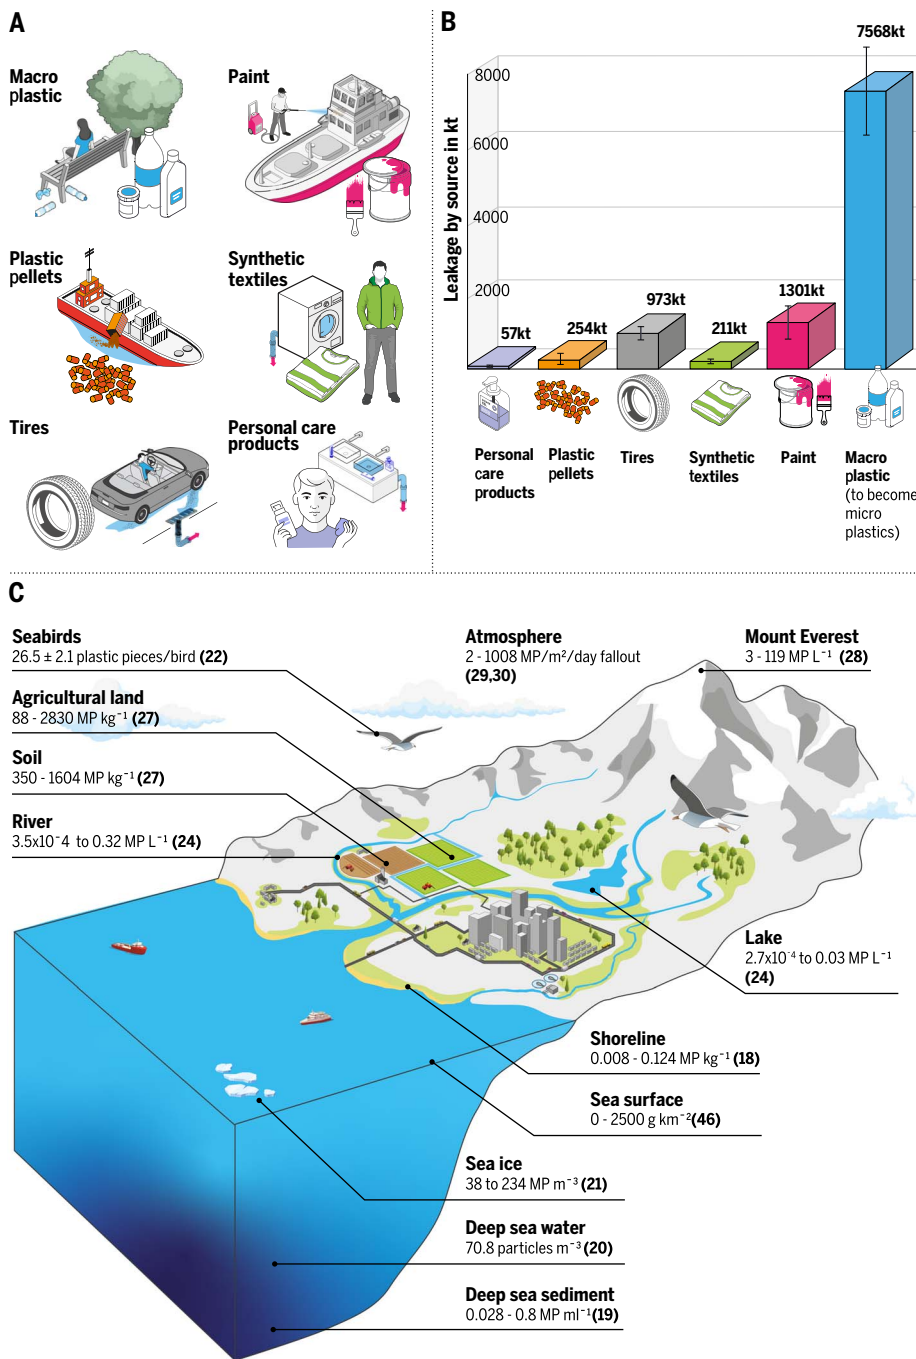 A
Macro
plastic
Paint
Plastic
pellets
Synthetic
textiles
Tires
Personal care
products
B
Leakage by source in kt
8000
6000
4000
2000
57kt
254kt
973kt
211kt
1301kt
7568kt
Personal
care
products
Plastic
pellets
Tires
Synthetic
textiles
Paint
Macro
plastic
(to become
micro
plastics)
C
Seabirds
26.5 ± 2.1 plastic pieces/bird (22)
Agricultural land
88 - 2830 MP kg⁻¹ (27)
Soil
350 - 1604 MP kg⁻¹ (27)
River
3.5x10⁻⁴ to 0.32 MP L⁻¹ (24)
Atmosphere
2 - 1008 MP/m²/day fallout
(29,30)
Mount Everest
3 - 119 MP L⁻¹ (28)
Lake
2.7x10⁻⁴ to 0.03 MP L⁻¹
(24)
Shoreline
0.008 - 0.124 MP kg⁻¹ (18)
Sea surface
0 - 2500 g km⁻²(46)
Sea ice
38 to 234 MP m⁻³ (21)
Deep sea water
70.8 particles m⁻³ (20)
Deep sea sediment
0.028 - 0.8 MP ml⁻¹(19)